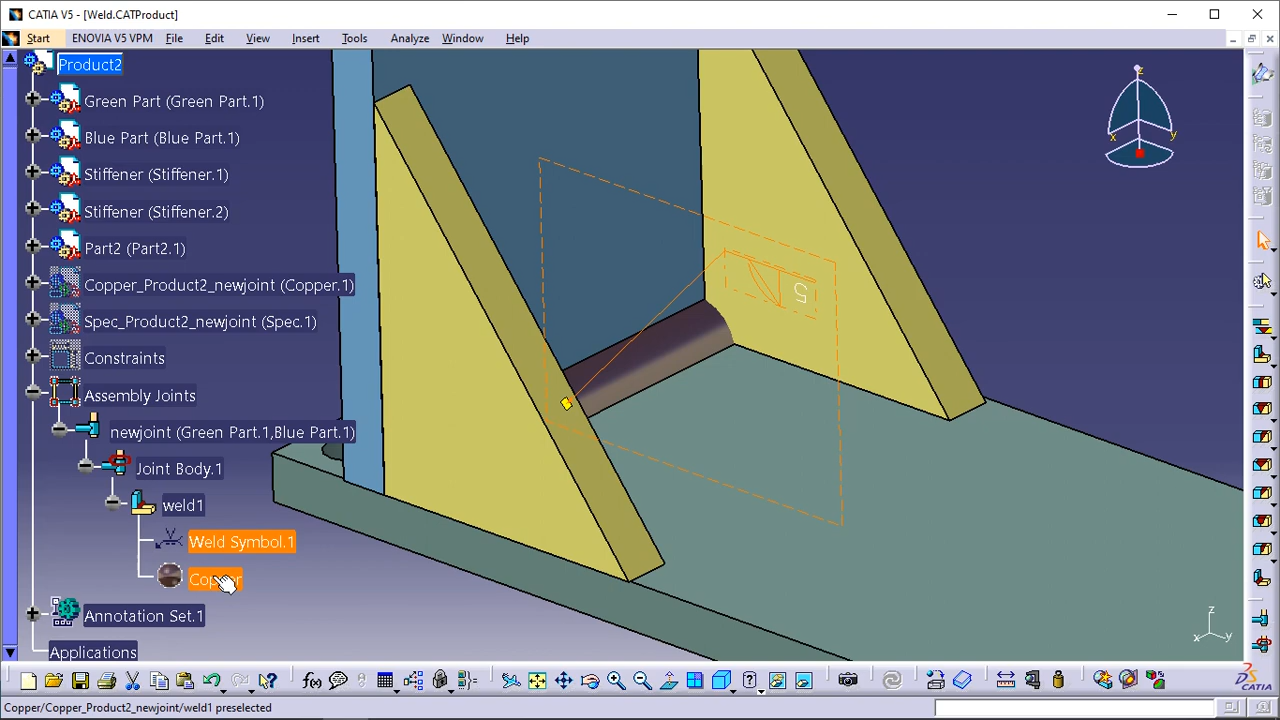 CATIA V5 - [Weld.CATProduct]
Start ENOVIA V5 VPM File Edit View Insert Tools Analyze Window Help
Product2
Green Part (Green Part.1)
Blue Part (Blue Part.1)
Stiffener (Stiffener.1)
Stiffener (Stiffener.2)
Part2 (Part2.1)
Copper_Product2_newjoint (Copper.1)
Spec_Product2_newjoint (Spec.1)
Constraints
Assembly Joints
newjoint (Green Part.1,Blue Part.1)
Joint Body.1
weld1
Weld Symbol.1
Copper
Annotation Set.1
Applications
z
x y
5
z
x y
f(x)
CATIA
Copper/Copper_Product2_newjoint/weld1 preselected